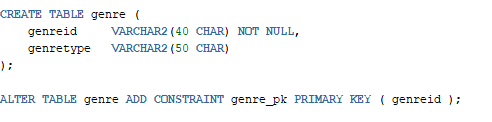 CREATE TABLE genre (
    genreid     VARCHAR2(40 CHAR) NOT NULL,
    genretype   VARCHAR2(50 CHAR)
);
ALTER TABLE genre ADD CONSTRAINT genre_pk PRIMARY KEY ( genreid );